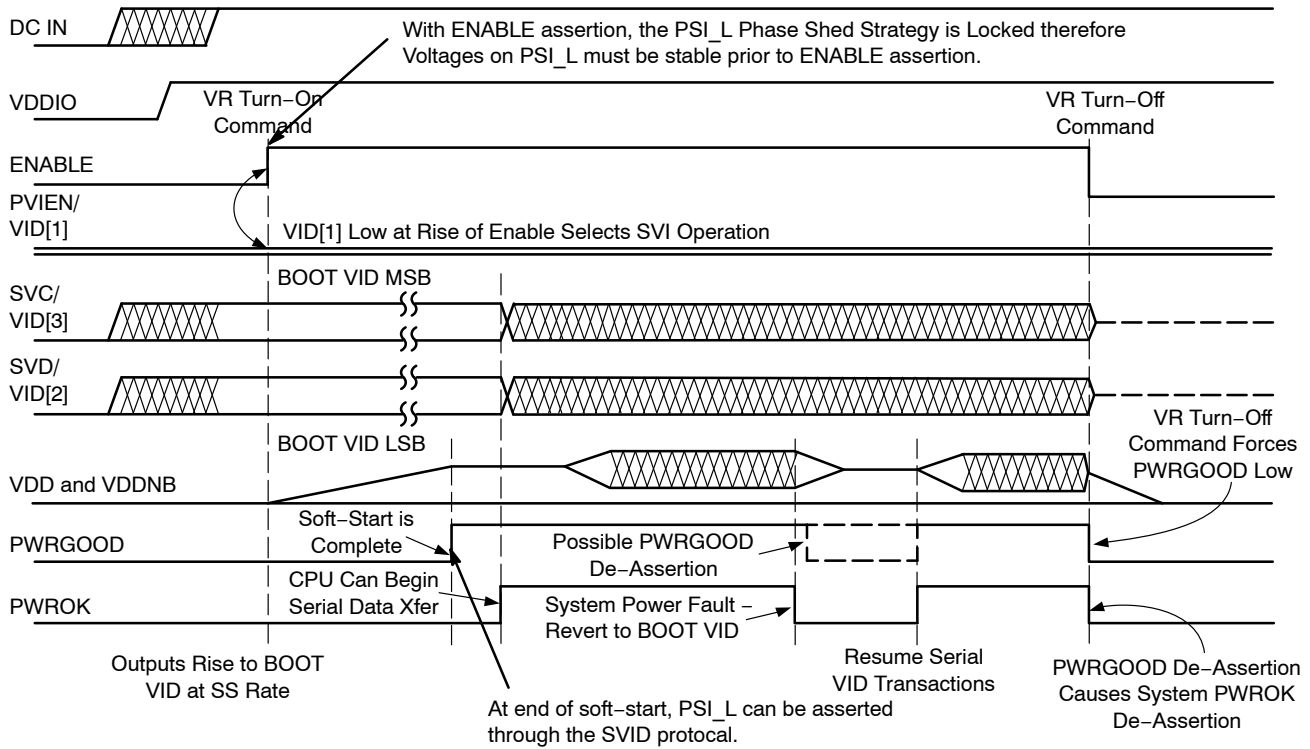 DC IN
With ENABLE assertion, the PSI_L Phase Shed Strategy is Locked therefore
Voltages on PSI_L must be stable prior to ENABLE assertion.
VDDIO
VR Turn−On
Command
VR Turn−Off
Command
ENABLE
PVIEN/
VID[1]
VID[1] Low at Rise of Enable Selects SVI Operation
BOOT VID MSB
SVC/
VID[3]
SVD/
VID[2]
BOOT VID LSB
VR Turn−Off
Command Forces
PWRGOOD Low
VDD and VDDNB
Soft−Start is
Complete
PWRGOOD
Possible PWRGOOD
De−Assertion
CPU Can Begin
Serial Data Xfer
PWROK
System Power Fault −
Revert to BOOT VID
Outputs Rise to BOOT
VID at SS Rate
Resume Serial
VID Transactions
PWRGOOD De−Assertion
Causes System PWROK
De−Assertion
At end of soft−start, PSI_L can be asserted
through the SVID protocal.